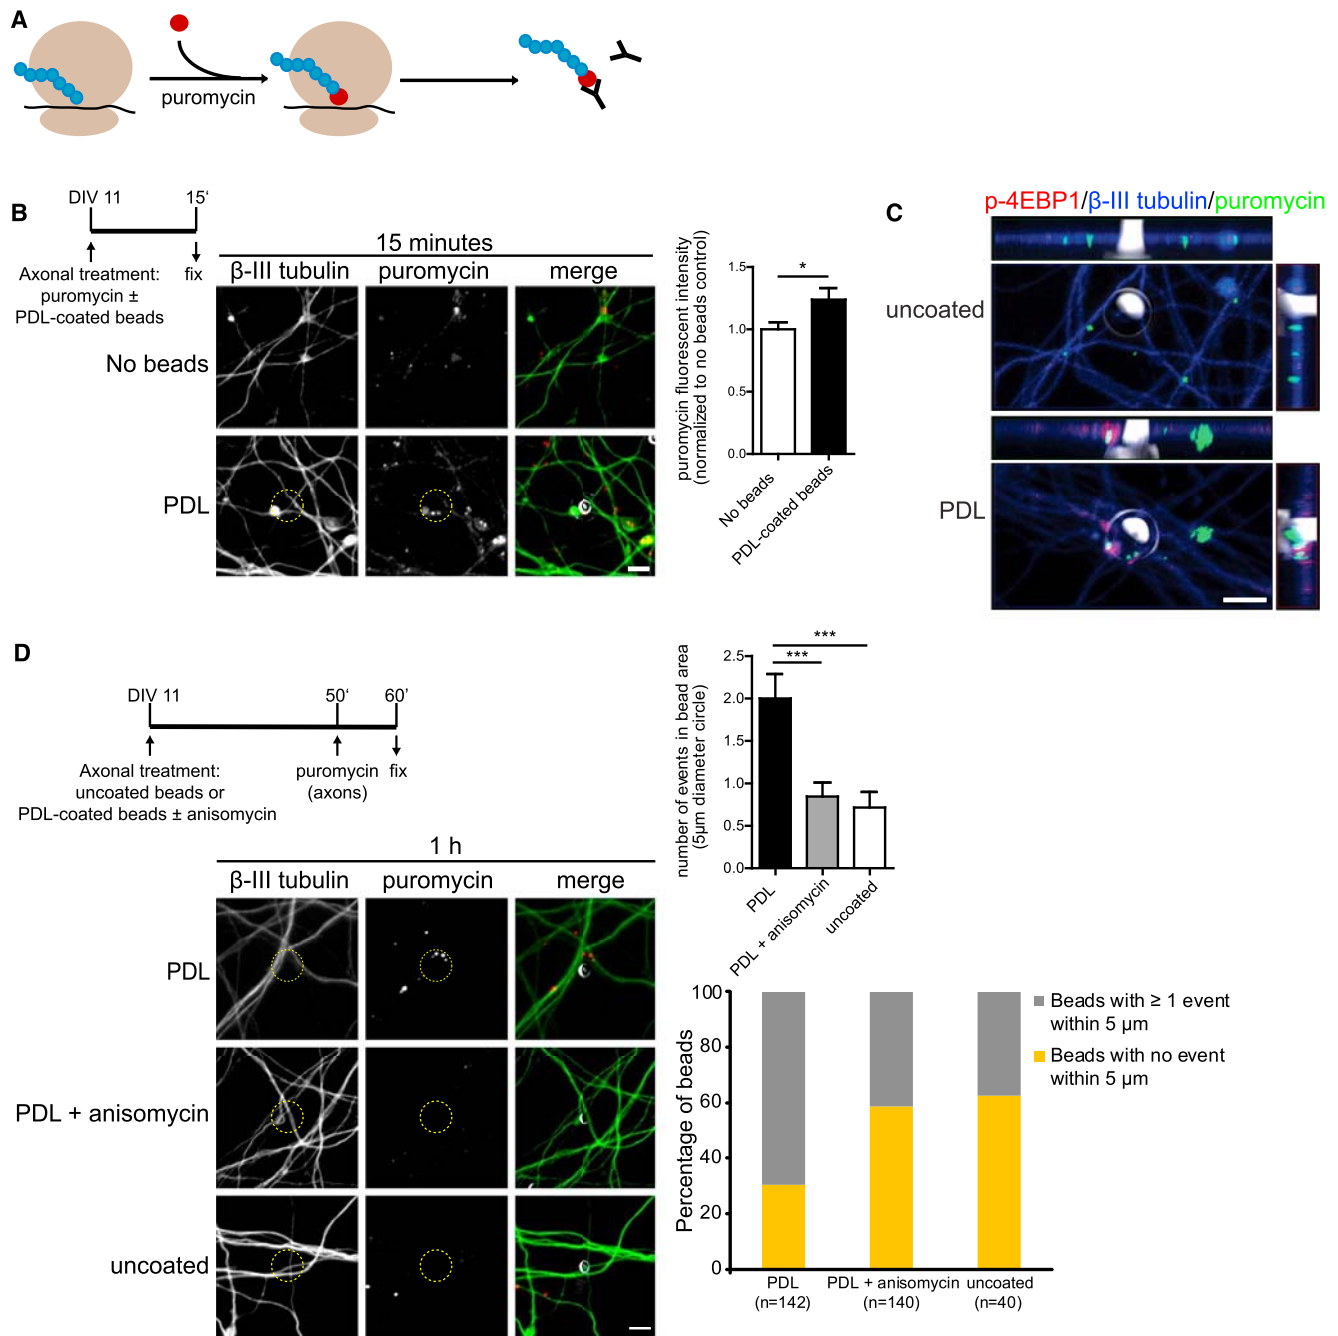 A
puromycin
B
DIV 11
15‘
Axonal treatment:
puromycin ±
PDL-coated beads
fix
15 minutes
β-III tubulin
puromycin
merge
No beads
PDL
puromycin fluorescent intensity
(normalized to no beads control)
1.5
1.0
0.5
0.0
*
No beads
PDL-coated beads
C
p-4EBP1/β-III tubulin/puromycin
uncoated
PDL
D
DIV 11
50‘
60’
Axonal treatment:
uncoated beads or
PDL-coated beads ± anisomycin
puromycin
(axons)
fix
1 h
β-III tubulin
puromycin
merge
PDL
PDL + anisomycin
uncoated
number of events in bead area
(5μm diameter circle)
2.5
2.0
1.5
1.0
0.5
0.0
***
***
PDL
PDL + anisomycin
uncoated
Percentage of beads
100
80
60
40
20
0
PDL
(n=142)
PDL + anisomycin
(n=140)
uncoated
(n=40)
Beads with ≥ 1 event
within 5 μm
Beads with no event
within 5 μm